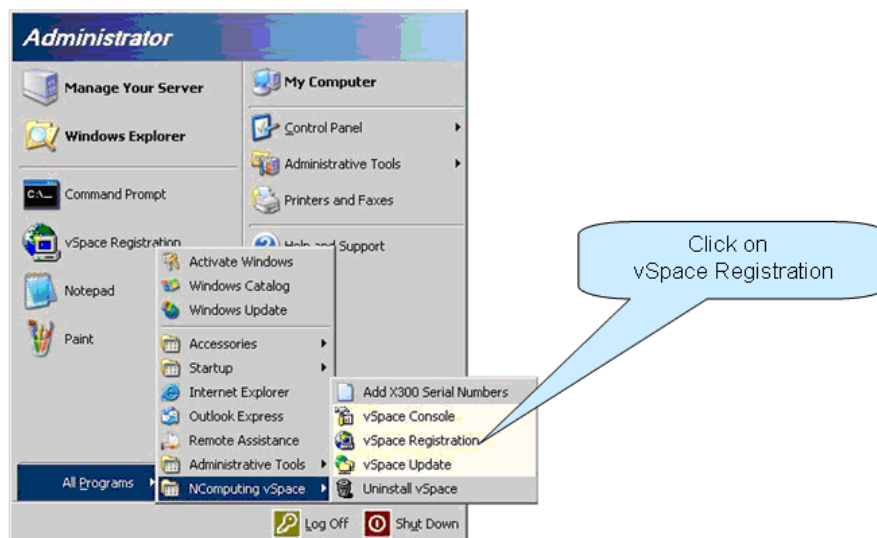 Administrator
Manage Your Server
Windows Explorer
Command Prompt
vSpace Registration
Notepad
Paint
All Programs
My Computer
Control Panel
Administrative Tools
Printers and Faxes
Help and Support
Activate Windows
Windows Catalog
Windows Update
Accessories
Startup
Internet Explorer
Outlook Express
Remote Assistance
Administrative Tools
NComputing vSpace
Add X300 Serial Numbers
vSpace Console
vSpace Registration
vSpace Update
Uninstall vSpace
Log Off
Shut Down
Click on
vSpace Registration